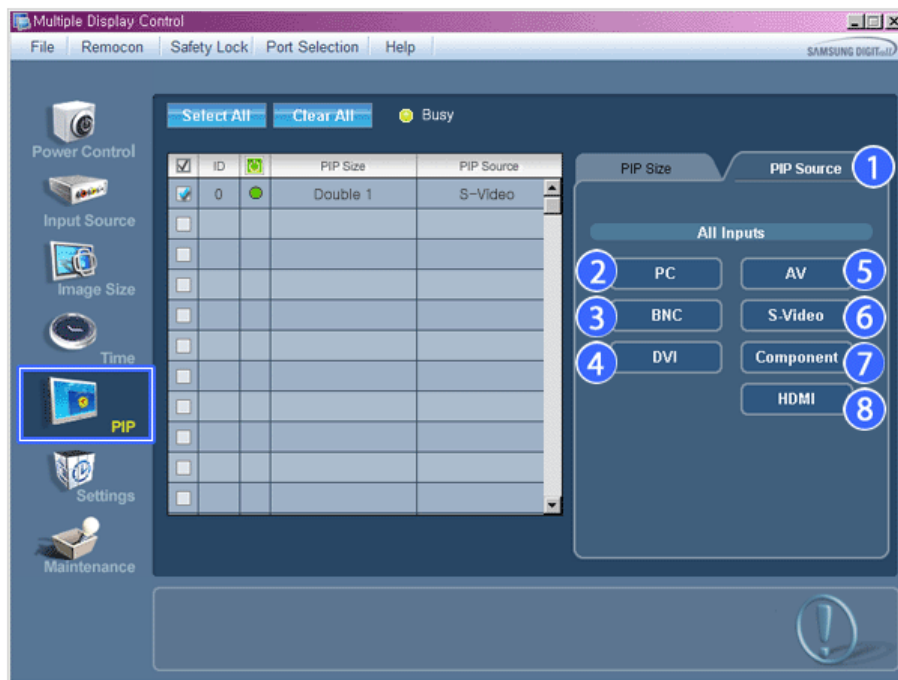 Multiple Display Control
File Remocon Safety Lock Port Selection Help
SAMSUNG DIGITall
Select All Clear All Busy
Power Control
Input Source
Image Size
Time
PIP
Settings
Maintenance
ID PIP Size PIP Source
0 Double 1 S-Video
PIP Size PIP Source 1
All Inputs
2 PC AV 5
3 BNC S-Video 6
4 DVI Component 7
HDMI 8